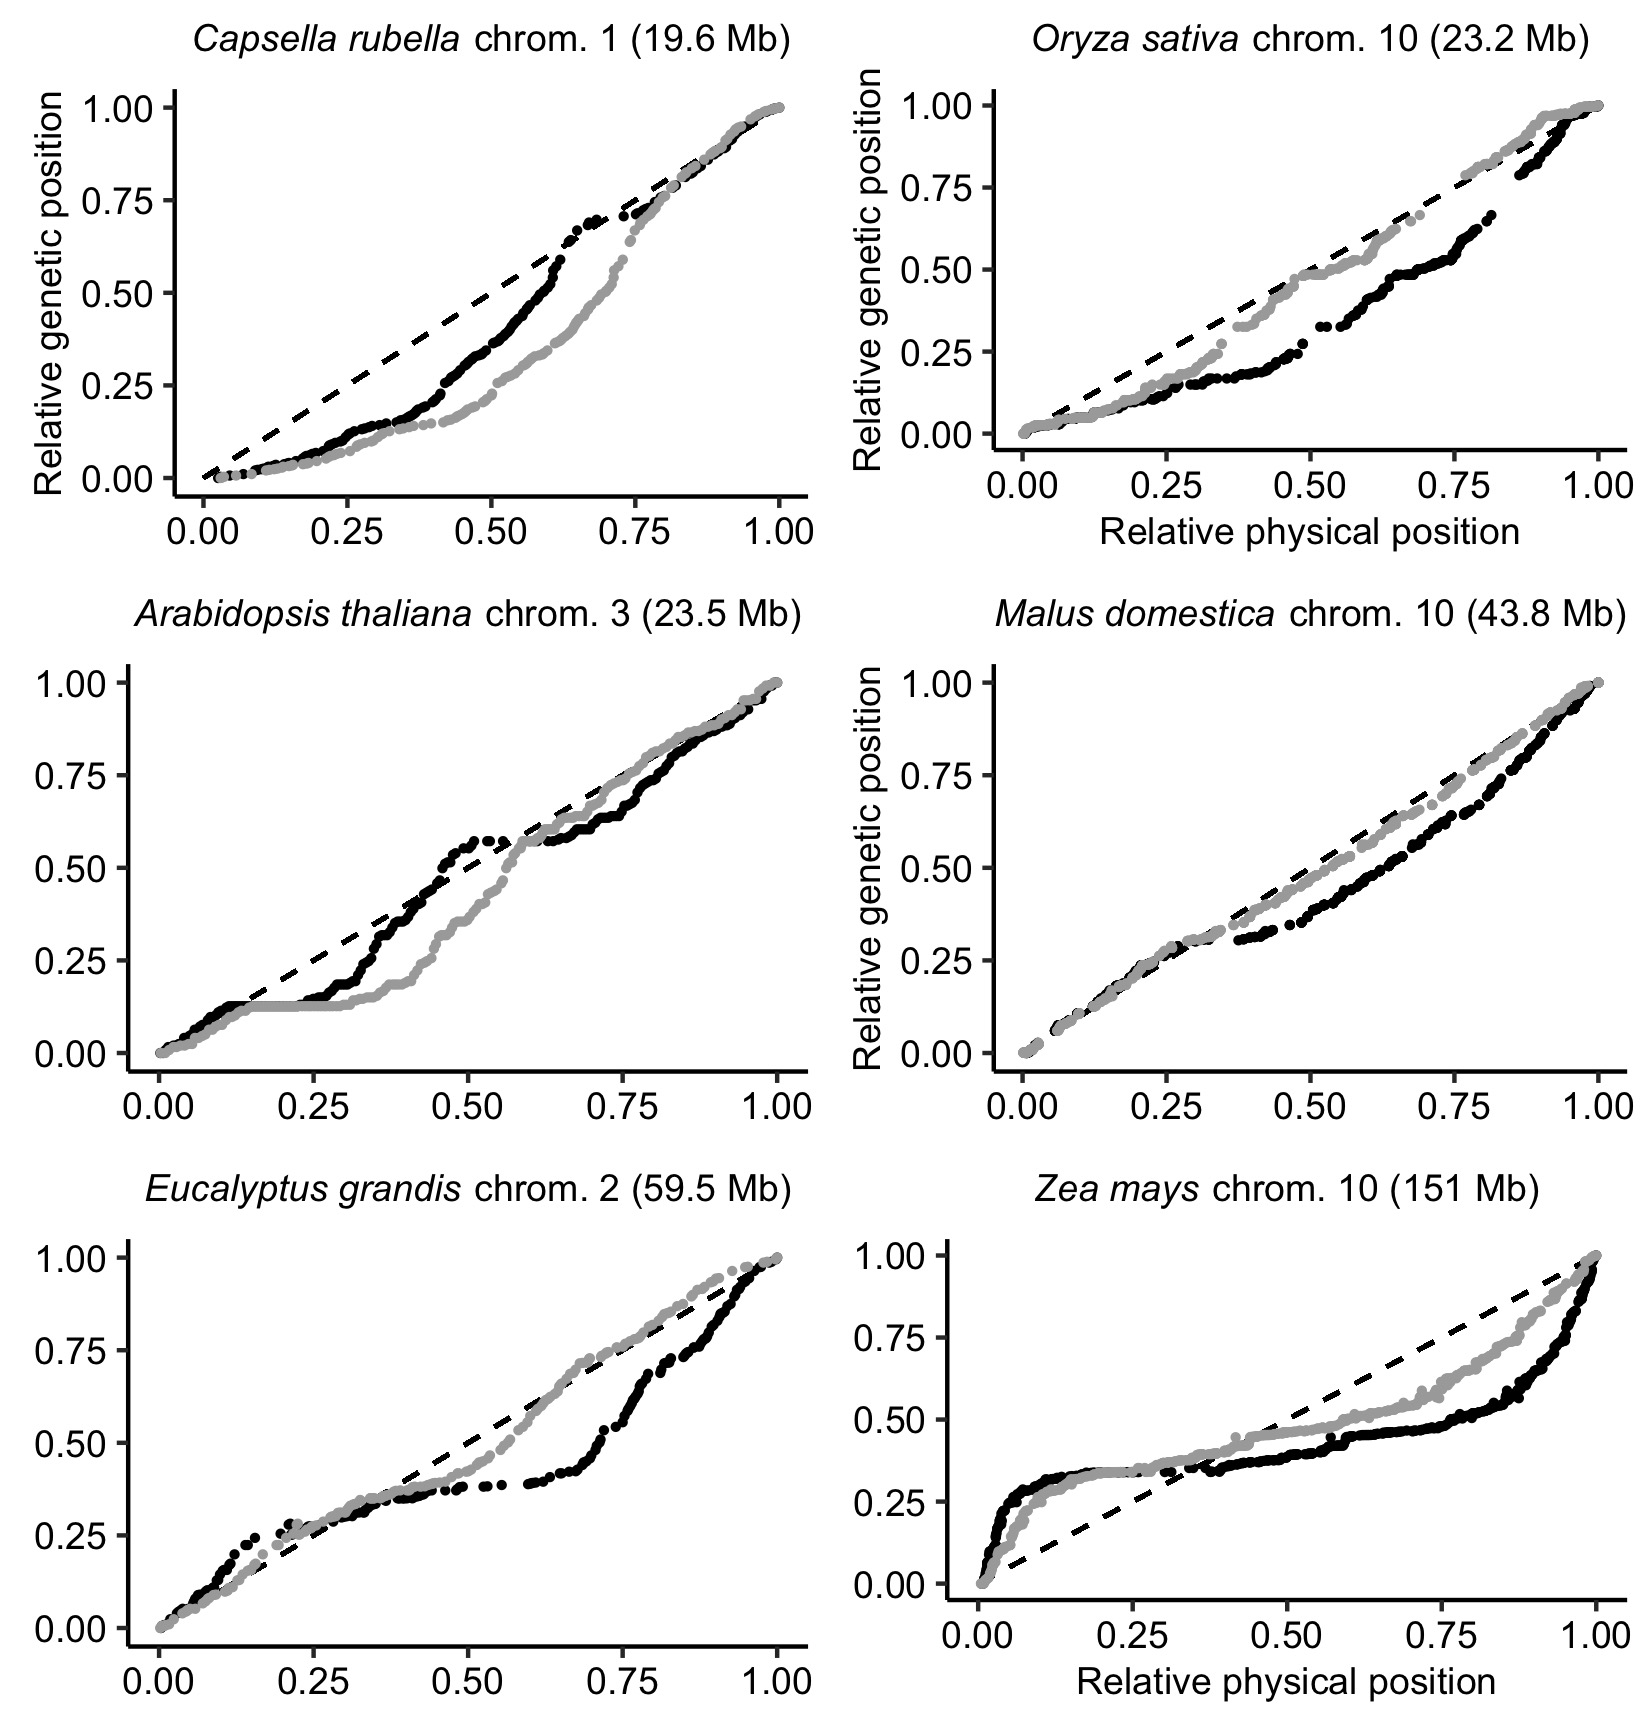 Capsella rubella chrom. 1 (19.6 Mb)
Relative genetic position
1.00
0.75
0.50
0.25
0.00
0.00 0.25 0.50 0.75 1.00
Oryza sativa chrom. 10 (23.2 Mb)
Relative genetic position
1.00
0.75
0.50
0.25
0.00
0.00 0.25 0.50 0.75 1.00
Relative physical position
Arabidopsis thaliana chrom. 3 (23.5 Mb)
1.00
0.75
0.50
0.25
0.00
0.00 0.25 0.50 0.75 1.00
Malus domestica chrom. 10 (43.8 Mb)
Relative genetic position
1.00
0.75
0.50
0.25
0.00
0.00 0.25 0.50 0.75 1.00
Eucalyptus grandis chrom. 2 (59.5 Mb)
1.00
0.75
0.50
0.25
0.00
0.00 0.25 0.50 0.75 1.00
Zea mays chrom. 10 (151 Mb)
1.00
0.75
0.50
0.25
0.00
0.00 0.25 0.50 0.75 1.00
Relative physical position